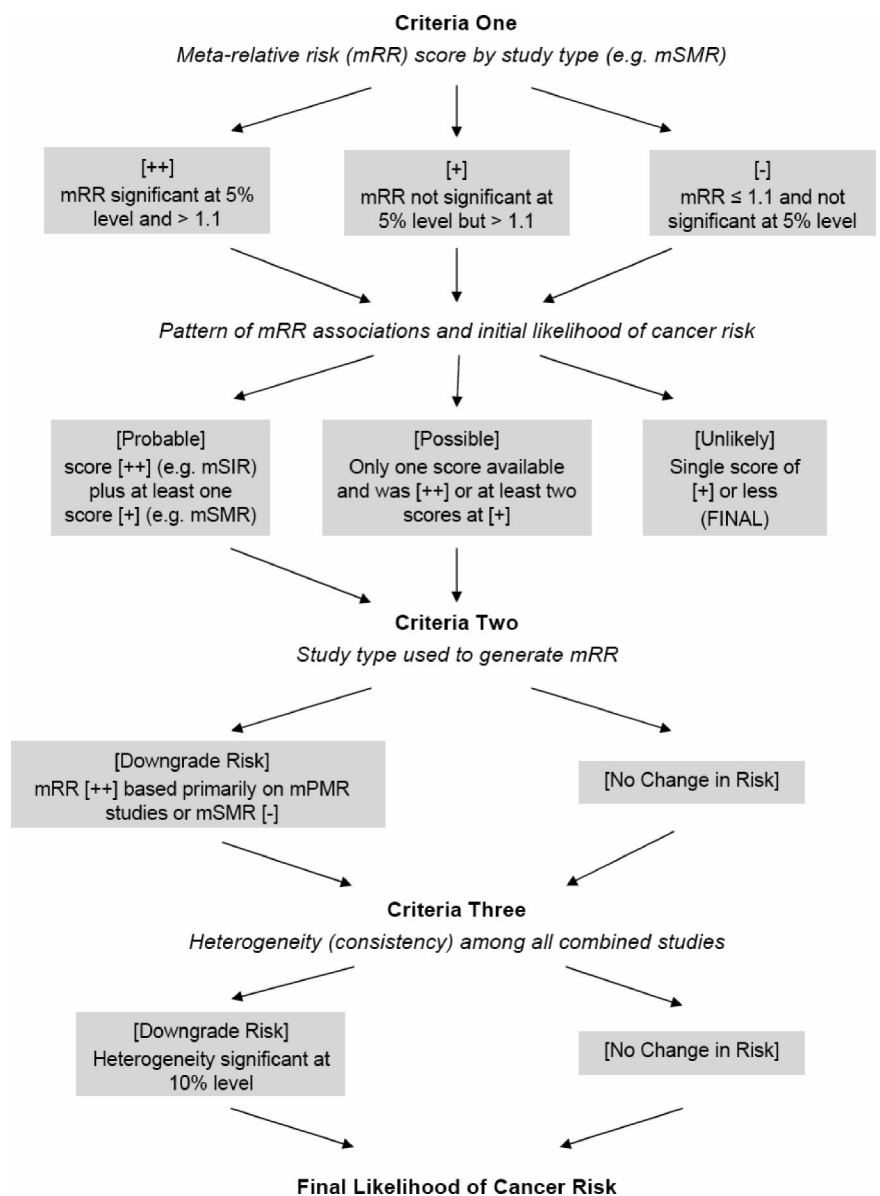 Criteria One
Meta-relative risk (mRR) score by study type (e.g. mSMR)
[++]
mRR significant at 5%
level and > 1.1
[+]
mRR not significant at
5% level but > 1.1
[-]
mRR ≤ 1.1 and not
significant at 5% level
Pattern of mRR associations and initial likelihood of cancer risk
[Probable]
score [++] (e.g. mSIR)
plus at least one
score [+] (e.g. mSMR)
[Possible]
Only one score available
and was [++] or at least two
scores at [+]
[Unlikely]
Single score of
[+] or less
(FINAL)
Criteria Two
Study type used to generate mRR
[Downgrade Risk]
mRR [++] based primarily on mPMR
studies or mSMR [-]
[No Change in Risk]
Criteria Three
Heterogeneity (consistency) among all combined studies
[Downgrade Risk]
Heterogeneity significant at
10% level
[No Change in Risk]
Final Likelihood of Cancer Risk